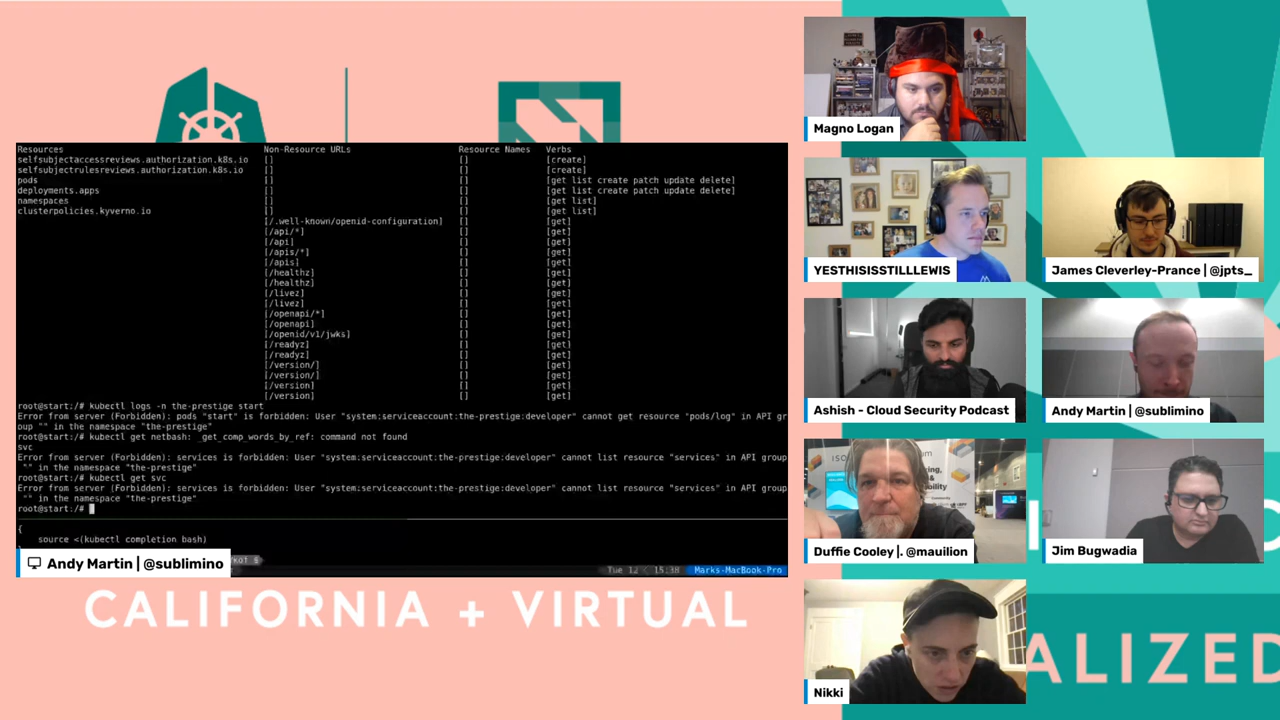 Resources Non-Resource URLs Resource Names Verbs
selfsubjectaccessreviews.authorization.k8s.io [] [] [create]
selfsubjectrulesreviews.authorization.k8s.io [] [] [create]
pods [] [] [get list create patch update delete]
deployments.apps [] [] [get list create patch update delete]
namespaces [] [] [get list]
clusterpolicies.kyverno.io [] [] [get list]
[/.well-known/openid-configuration] [] [get]
[/api/*] [] [get]
[/api] [] [get]
[/apis/*] [] [get]
[/apis] [] [get]
[/healthz] [] [get]
[/healthz] [] [get]
[/livez] [] [get]
[/livez] [] [get]
[/openapi/*] [] [get]
[/openapi] [] [get]
[/openid/v1/jwks] [] [get]
[/readyz] [] [get]
[/readyz] [] [get]
[/version/] [] [get]
[/version/] [] [get]
[/version] [] [get]
[/version] [] [get]
root@start:/# kubectl logs -n the-prestige start
Error from server (Forbidden): pods "start" is forbidden: User "system:serviceaccount:the-prestige:developer" cannot get resource "pods/log" in API gr
oup "" in the namespace "the-prestige"
root@start:/# kubectl get netbash: _get_comp_words_by_ref: command not found
svc
Error from server (Forbidden): services is forbidden: User "system:serviceaccount:the-prestige:developer" cannot list resource "services" in API group
"" in the namespace "the-prestige"
root@start:/# kubectl get svc
Error from server (Forbidden): services is forbidden: User "system:serviceaccount:the-prestige:developer" cannot list resource "services" in API group
"" in the namespace "the-prestige"
root@start:/#
{
source <(kubectl completion bash)
Andy Martin | @sublimino
Tue 12 15:38 Marks-MacBook-Pro
CALIFORNIA + VIRTUAL
Magno Logan
YESTHISISSTILLLEWIS
James Cleverley-Prance | @jpts_
Ashish - Cloud Security Podcast
Andy Martin | @sublimino
Duffie Cooley |. @mauilion
Jim Bugwadia
Nikki
ALIZED